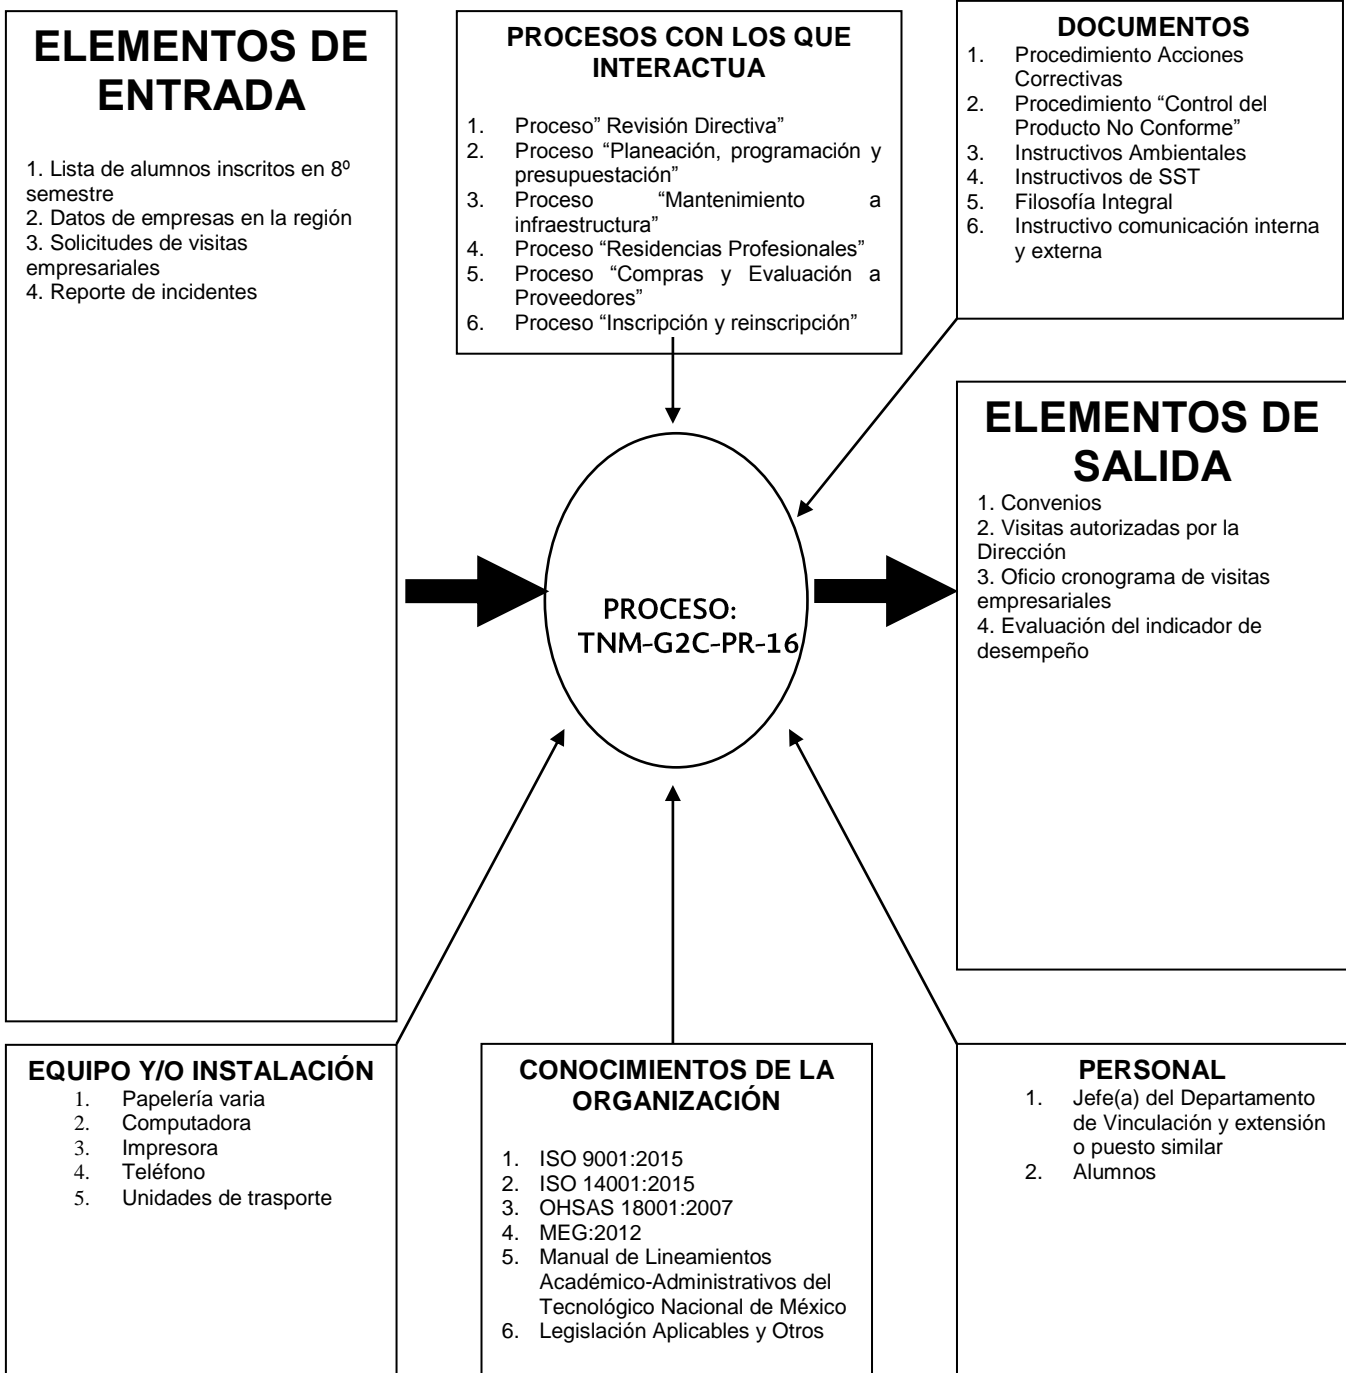 ELEMENTOS DE
ENTRADA
1. Lista de alumnos inscritos en 8º
semestre
2. Datos de empresas en la región
3. Solicitudes de visitas
empresariales
4. Reporte de incidentes
PROCESOS CON LOS QUE
INTERACTUA
1. Proceso” Revisión Directiva”
2. Proceso “Planeación, programación y
presupuestación”
3. Proceso “Mantenimiento a
infraestructura”
4. Proceso “Residencias Profesionales”
5. Proceso “Compras y Evaluación a
Proveedores”
6. Proceso “Inscripción y reinscripción”
DOCUMENTOS
1. Procedimiento Acciones
Correctivas
2. Procedimiento “Control del
Producto No Conforme”
3. Instructivos Ambientales
4. Instructivos de SST
5. Filosofía Integral
6. Instructivo comunicación interna
y externa
PROCESO:
TNM-G2C-PR-16
ELEMENTOS DE
SALIDA
1. Convenios
2. Visitas autorizadas por la
Dirección
3. Oficio cronograma de visitas
empresariales
4. Evaluación del indicador de
desempeño
EQUIPO Y/O INSTALACIÓN
1. Papelería varia
2. Computadora
3. Impresora
4. Teléfono
5. Unidades de trasporte
CONOCIMIENTOS DE LA
ORGANIZACIÓN
1. ISO 9001:2015
2. ISO 14001:2015
3. OHSAS 18001:2007
4. MEG:2012
5. Manual de Lineamientos
Académico-Administrativos del
Tecnológico Nacional de México
6. Legislación Aplicables y Otros
PERSONAL
1. Jefe(a) del Departamento
de Vinculación y extensión
o puesto similar
2. Alumnos